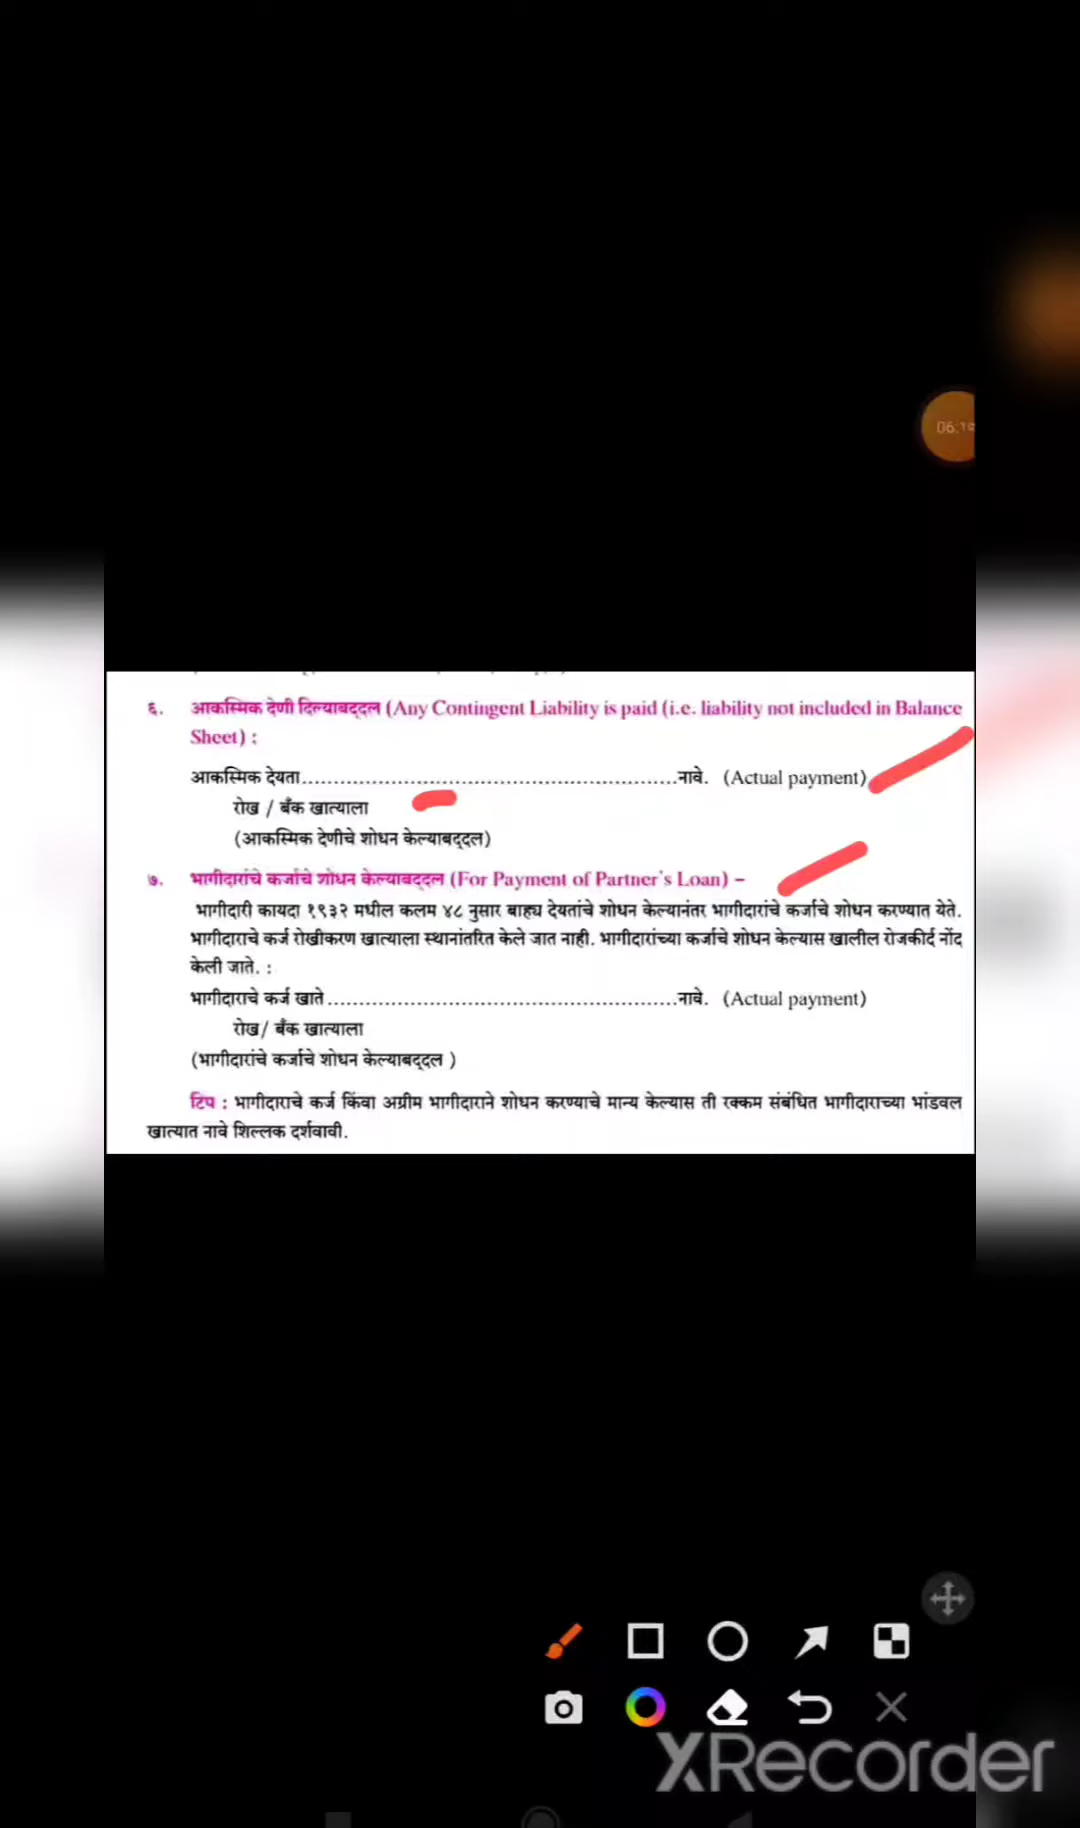 06:19
६. आकस्मिक देणी दिल्याबद्दल (Any Contingent Liability is paid (i.e. liability not included in Balance
Sheet) :
आकस्मिक देयता............................................................नावे. (Actual payment)
रोख / बँक खात्याला
(आकस्मिक देणीचे शोधन केल्याबद्दल)
७. भागीदारांचे कर्जाचे शोधन केल्याबद्दल (For Payment of Partner's Loan) –
भागीदारी कायदा १९३२ मधील कलम ४८ नुसार बाह्य देयतांचे शोधन केल्यानंतर भागीदारांचे कर्जाचे शोधन करण्यात येते.
भागीदाराचे कर्ज रोखीकरण खात्याला स्थानांतरित केले जात नाही. भागीदारांच्या कर्जाचे शोधन केल्यास खालील रोजकीर्द नोंद
केली जाते. :
भागीदाराचे कर्ज खाते........................................................नावे. (Actual payment)
रोख/ बँक खात्याला
(भागीदारांचे कर्जाचे शोधन केल्याबद्दल )
टिप : भागीदाराचे कर्ज किंवा अग्रीम भागीदाराने शोधन करण्याचे मान्य केल्यास ती रक्कम संबंधित भागीदाराच्या भांडवल
खात्यात नावे शिल्लक दर्शवावी.
XRecorder